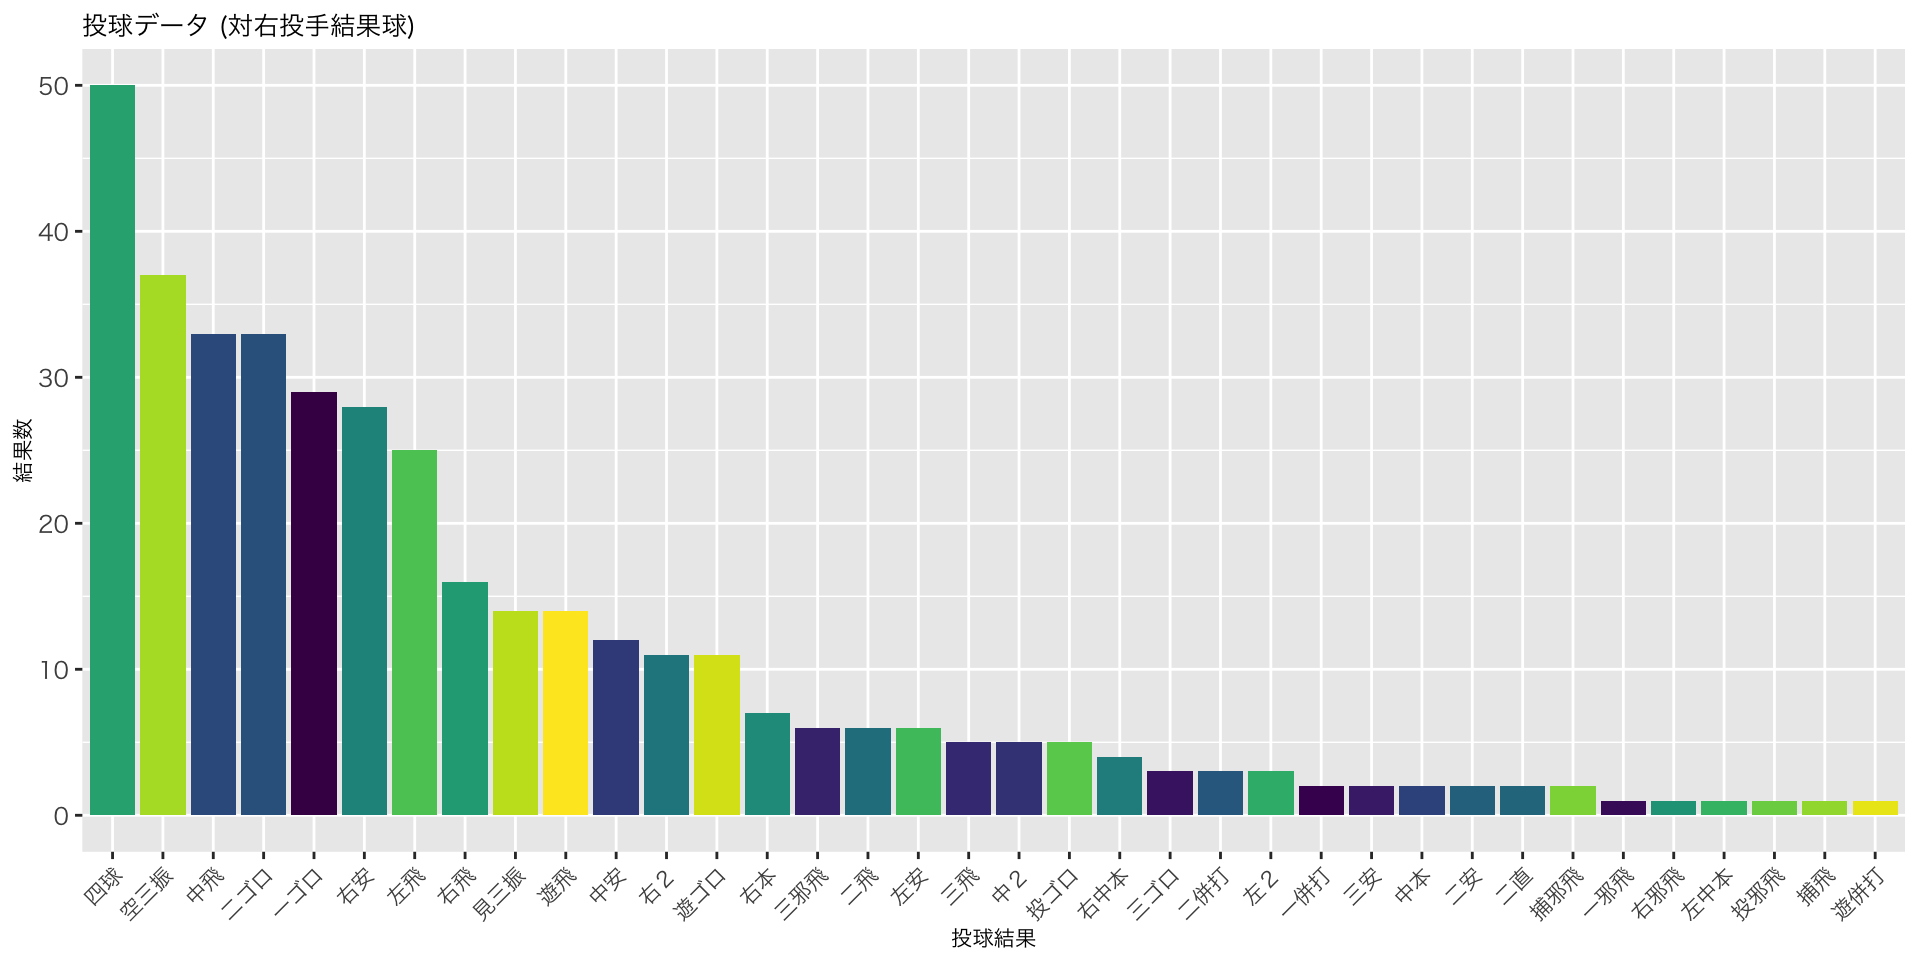 投球データ (対右投手結果球)
結果数
50
40
30
20
10
0
四球
空三振
中飛
二ゴロ
一ゴロ
右安
左飛
右飛
見三振
遊飛
中安
右２
遊ゴロ
右本
三邪飛
二飛
左安
三飛
中２
投ゴロ
右中本
三ゴロ
二併打
左２
一併打
三安
中本
二安
二直
捕邪飛
一邪飛
右邪飛
左中本
投邪飛
捕飛
遊併打
投球結果